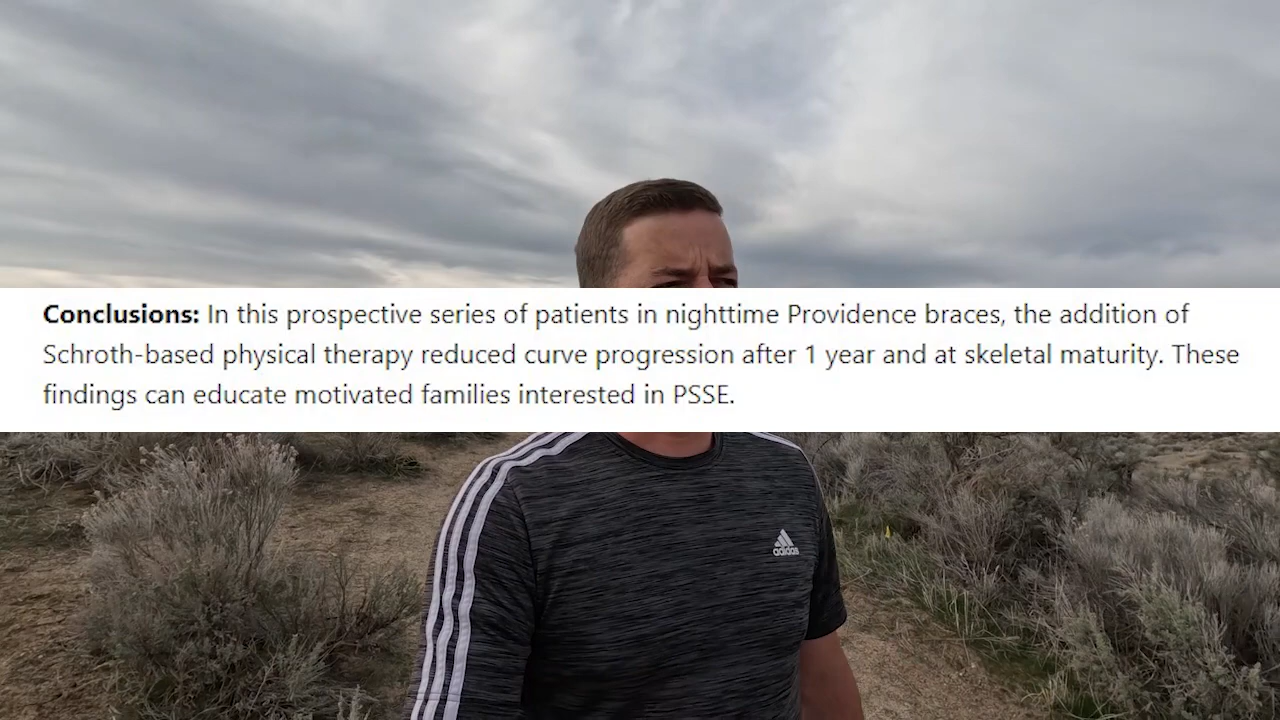 Conclusions: In this prospective series of patients in nighttime Providence braces, the addition of
Schroth-based physical therapy reduced curve progression after 1 year and at skeletal maturity. These
findings can educate motivated families interested in PSSE.
adidas